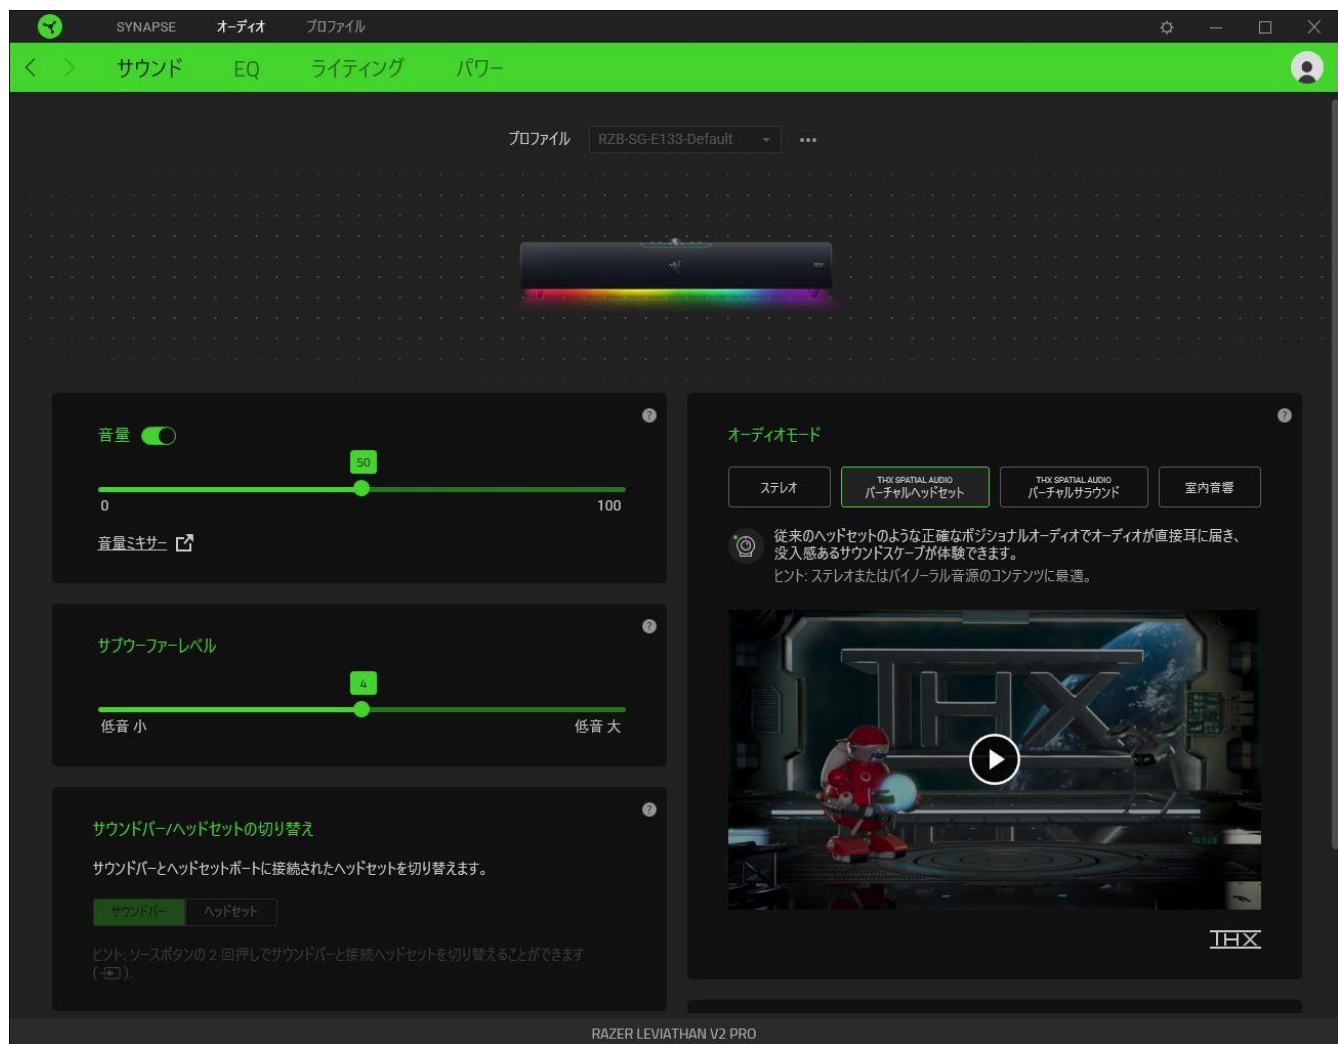 SYNAPSE オーディオ プロファイル
サウンド EQ ライティング パワー
プロファイル RZB-SG-E133-Default
音量
50
0 100
音量ミキサー
サブウーファーレベル
4
低音 小 低音 大
サウンドバー/ヘッドセットの切り替え
サウンドバーとヘッドセットポートに接続されたヘッドセットを切り替えます。
サウンドバー ヘッドセット
ヒント: ソースボタンの 2 回押しでサウンドバーと接続ヘッドセットを切り替えることができます
( ).
オーディオモード
ステレオ
THX SPATIAL AUDIO
バーチャルヘッドセット
THX SPATIAL AUDIO
バーチャルサラウンド
室内音響
従来のヘッドセットのような正確なポジショナルオーディオでオーディオが直接耳に届き、
没入感あるサウンドスケープが体験できます。
ヒント: ステレオまたはバイノーラル音源のコンテンツに最適。
THX
THX
RAZER LEVIATHAN V2 PRO